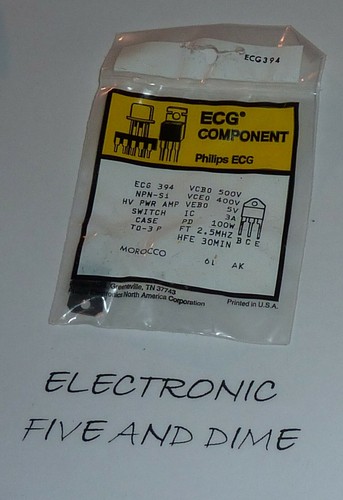 ECG394
ECG®
COMPONENT
Philips ECG
ECG 394 VCBO 500V
NPN-Si VCEO 400V
HV PWR AMP VEBO 5V
SWITCH IC 3A
CASE PD 100W
TO-3P FT 2.5MHZ
HFE 30MIN B C E
MOROCCO 61 AK
Greeneville, TN 37743
North America Corporation Printed in U.S.A.
ELECTRONIC
FIVE AND DIME